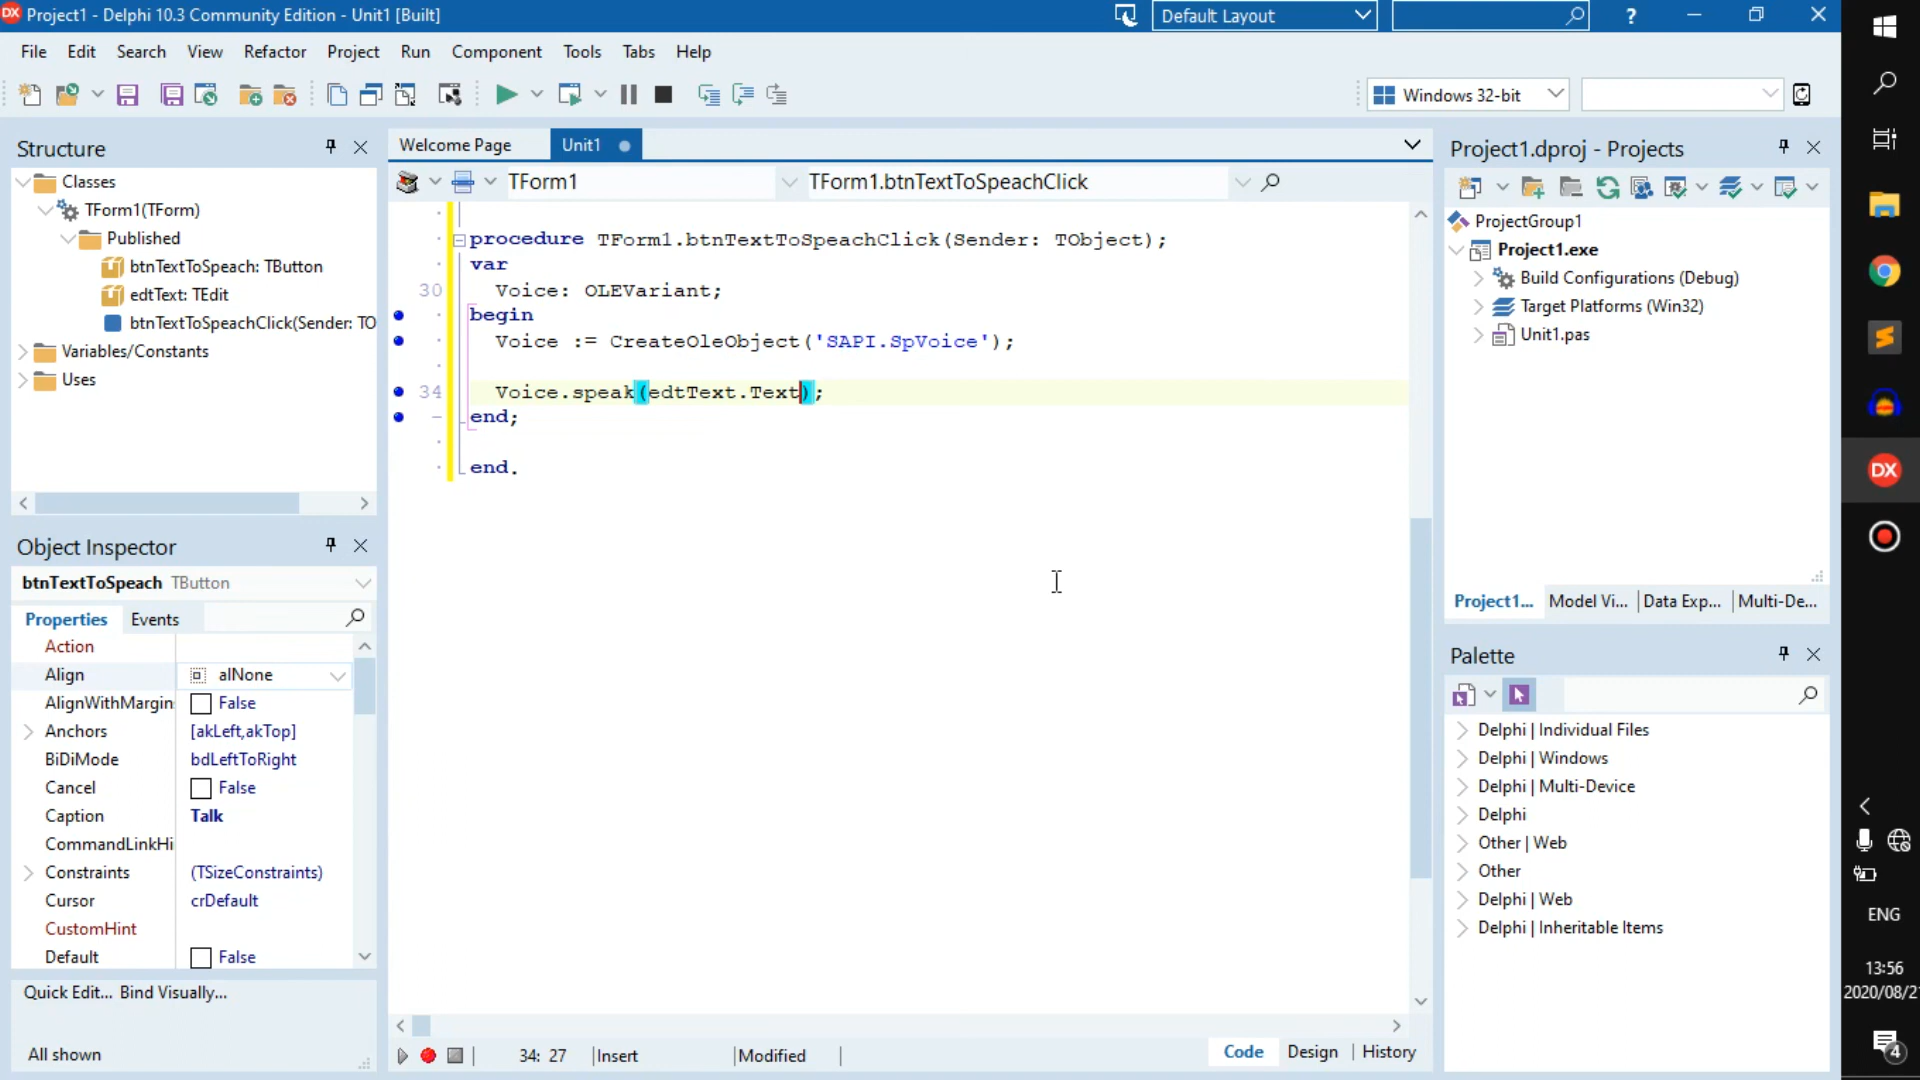 DX Project1 - Delphi 10.3 Community Edition - Unit1 [Built]
Default Layout
?
File Edit Search View Refactor Project Run Component Tools Tabs Help
Windows 32-bit
Structure
Classes
TForm1(TForm)
Published
btnTextToSpeach: TButton
edtText: TEdit
btnTextToSpeachClick(Sender: TO
Variables/Constants
Uses
Object Inspector
btnTextToSpeach TButton
Properties Events
Action
Align alNone
AlignWithMargin False
Anchors [akLeft,akTop]
BiDiMode bdLeftToRight
Cancel False
Caption Talk
CommandLinkHi
Constraints (TSizeConstraints)
Cursor crDefault
CustomHint
Default False
Quick Edit... Bind Visually...
All shown
Welcome Page Unit1
TForm1 TForm1.btnTextToSpeachClick
procedure TForm1.btnTextToSpeachClick(Sender: TObject);
var
30 Voice: OLEVariant;
begin
Voice := CreateOleObject('SAPI.SpVoice');
34 Voice.speak(edtText.Text);
end;
end.
34: 27 Insert Modified
Code Design History
Project1.dproj - Projects
ProjectGroup1
Project1.exe
Build Configurations (Debug)
Target Platforms (Win32)
Unit1.pas
Project1... Model Vi... Data Exp... Multi-De...
Palette
Delphi | Individual Files
Delphi | Windows
Delphi | Multi-Device
Delphi
Other | Web
Other
Delphi | Web
Delphi | Inheritable Items
DX
ENG
13:56
2020/08/21
4